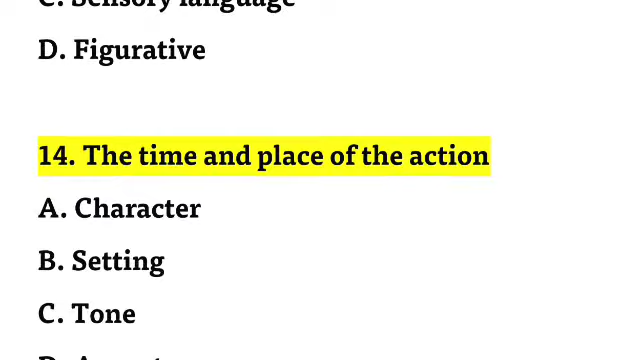 C. Sensory language
D. Figurative
14. The time and place of the action
A. Character
B. Setting
C. Tone